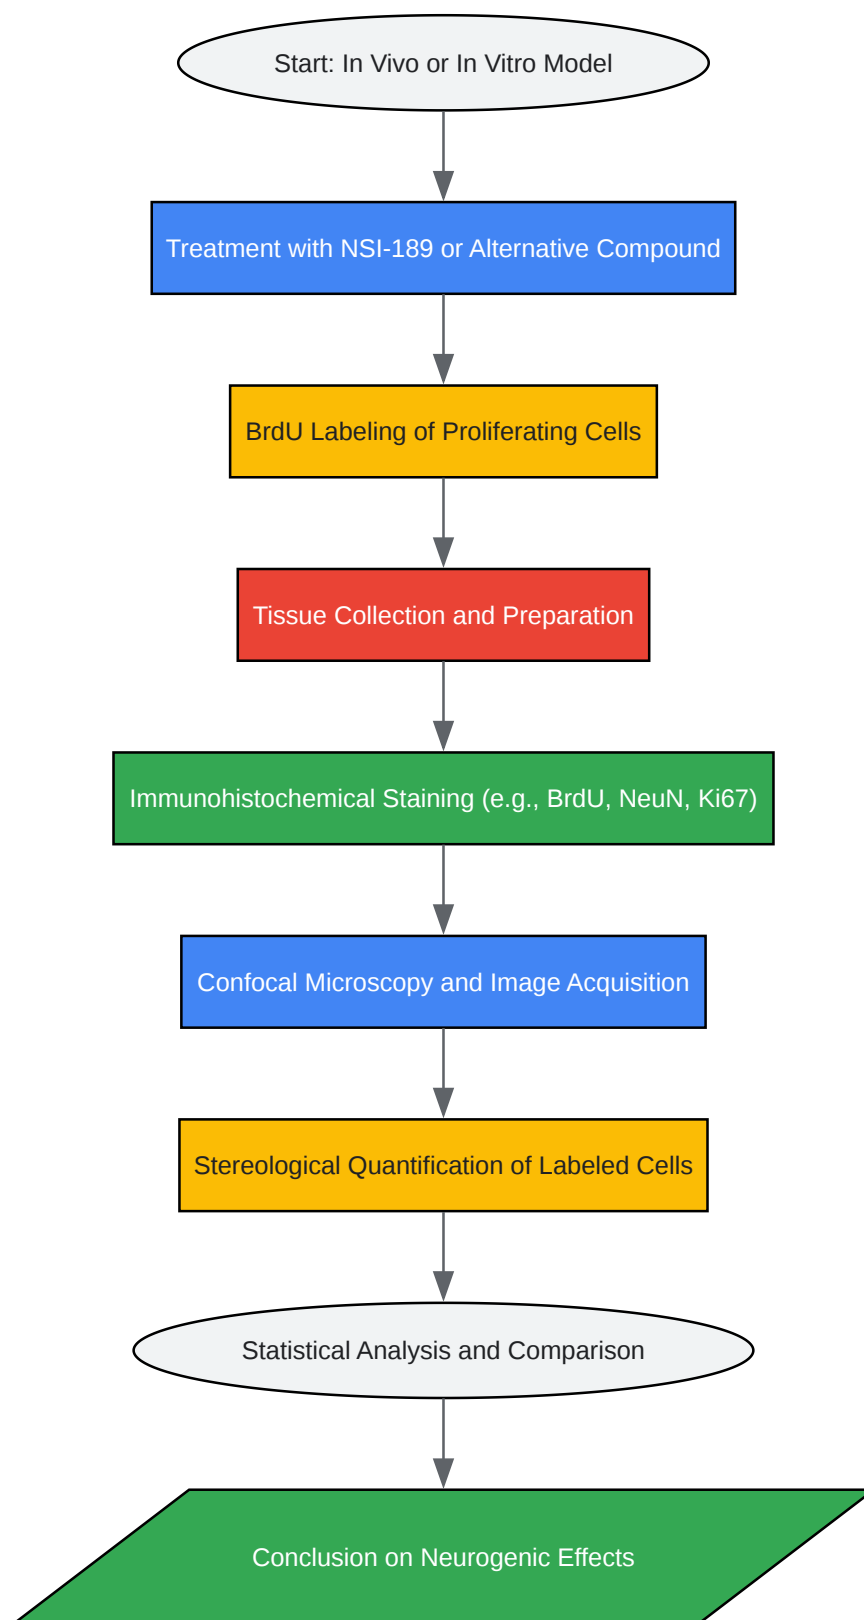 Start: In Vivo or In Vitro Model
Treatment with NSI-189 or Alternative Compound
BrdU Labeling of Proliferating Cells
Tissue Collection and Preparation
Immunohistochemical Staining (e.g., BrdU, NeuN, Ki67)
Confocal Microscopy and Image Acquisition
Stereological Quantification of Labeled Cells
Statistical Analysis and Comparison
Conclusion on Neurogenic Effects